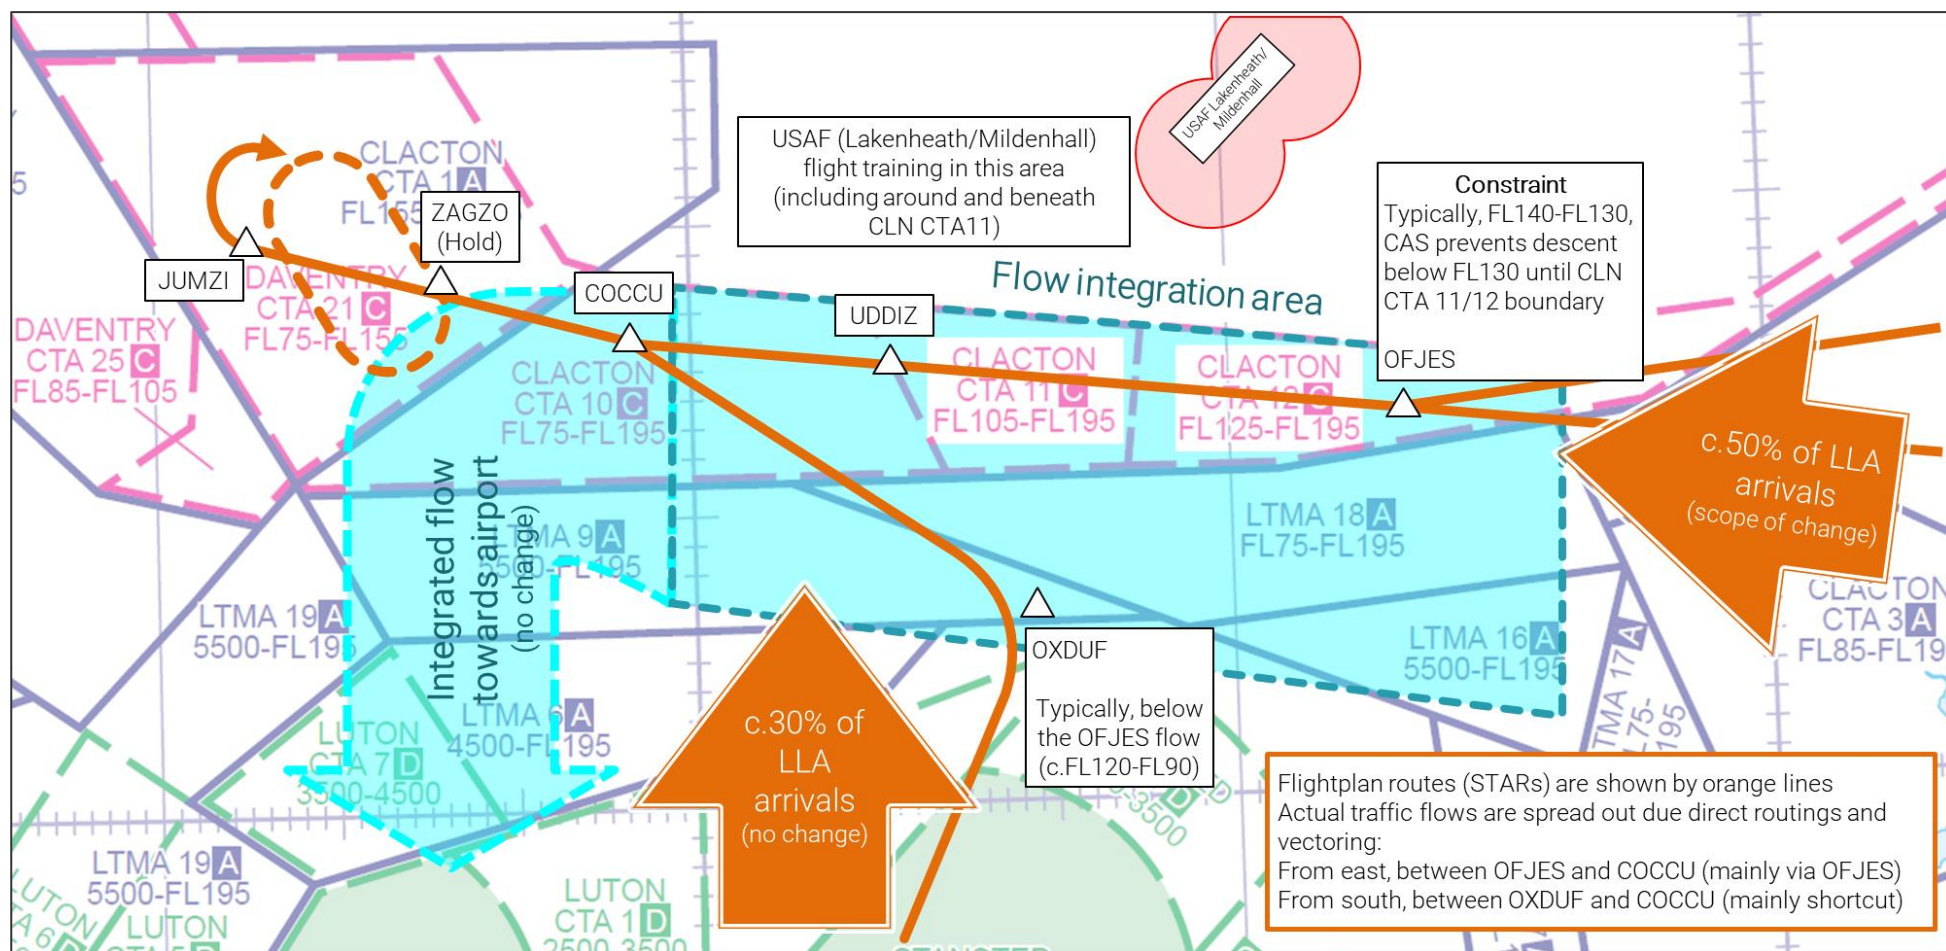 CLACTON
CTA 1 A
FL155
ZAGZO
(Hold)
JUMZI
DAVENTRY
CTA 21 C
FL75-FL155
DAVENTRY
CTA 25 C
FL85-FL105
COCCU
USAF (Lakenheath/Mildenhall)
flight training in this area
(including around and beneath
CLN CTA11)
USAF Lakenheath/
Mildenhall
Flow integration area
UDDIZ
Constraint
Typically, FL140-FL130,
CAS prevents descent
below FL130 until CLN
CTA 11/12 boundary
OFJES
CLACTON
CTA 10 C
FL75-FL195
CLACTON
CTA 11 C
FL105-FL195
CLACTON
CTA 12 C
FL125-FL195
c.50% of LLA
arrivals
(scope of change)
Integrated flow
towards airport
(no change)
LTMA 9 A
5500-FL195
LTMA 18 A
FL75-FL195
LTMA 19 A
5500-FL195
LTMA 6 A
4500-FL195
LTMA 16 A
5500-FL195
CLACTON
CTA 3 A
FL85-FL19
OXDUF
Typically, below
the OFJES flow
(c.FL120-FL90)
c.30% of
LLA
arrivals
(no change)
LUTON
CTA 7 D
3500-4500
Flightplan routes (STARs) are shown by orange lines
Actual traffic flows are spread out due direct routings and
vectoring:
From east, between OFJES and COCCU (mainly via OFJES)
From south, between OXDUF and COCCU (mainly shortcut)
LTMA 19 A
5500-FL195
LUTON
LUTON
CTA 1 D
2500-3500
LUTON